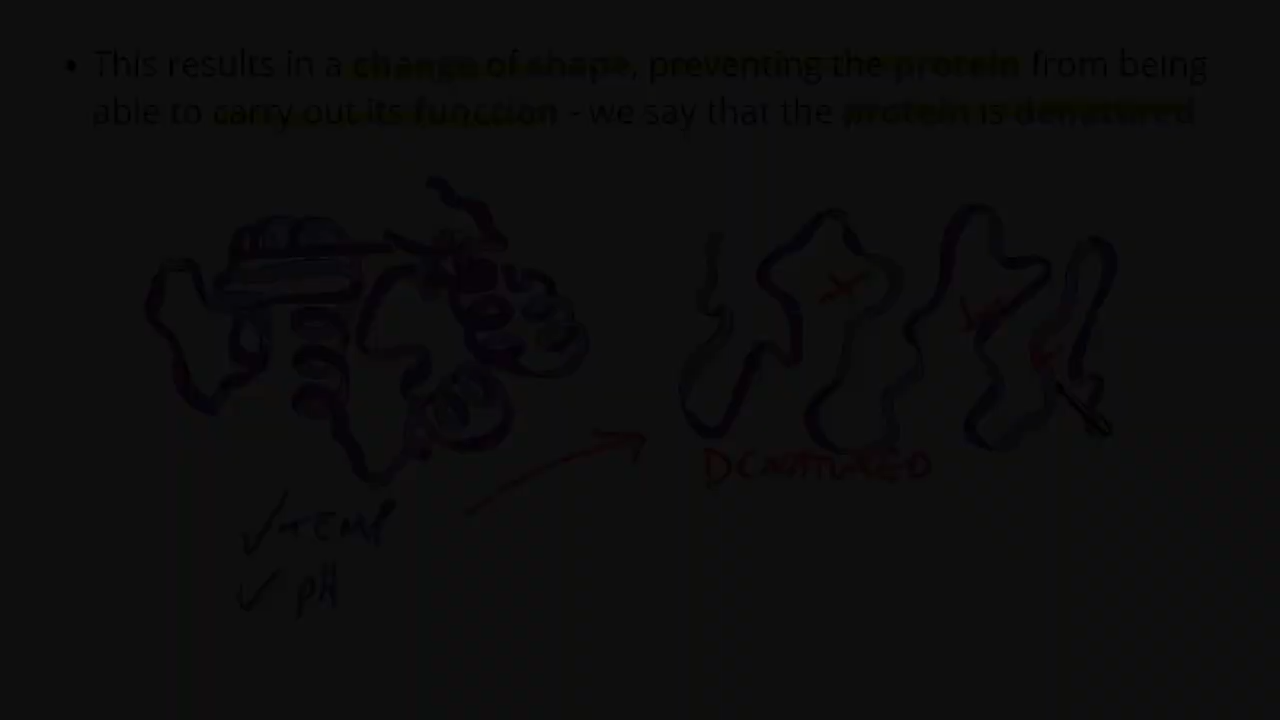 • This results in a change of shape, preventing the protein from being
able to carry out its function - we say that the protein is denatured
✓ TEMP
✓ pH
DENATURED